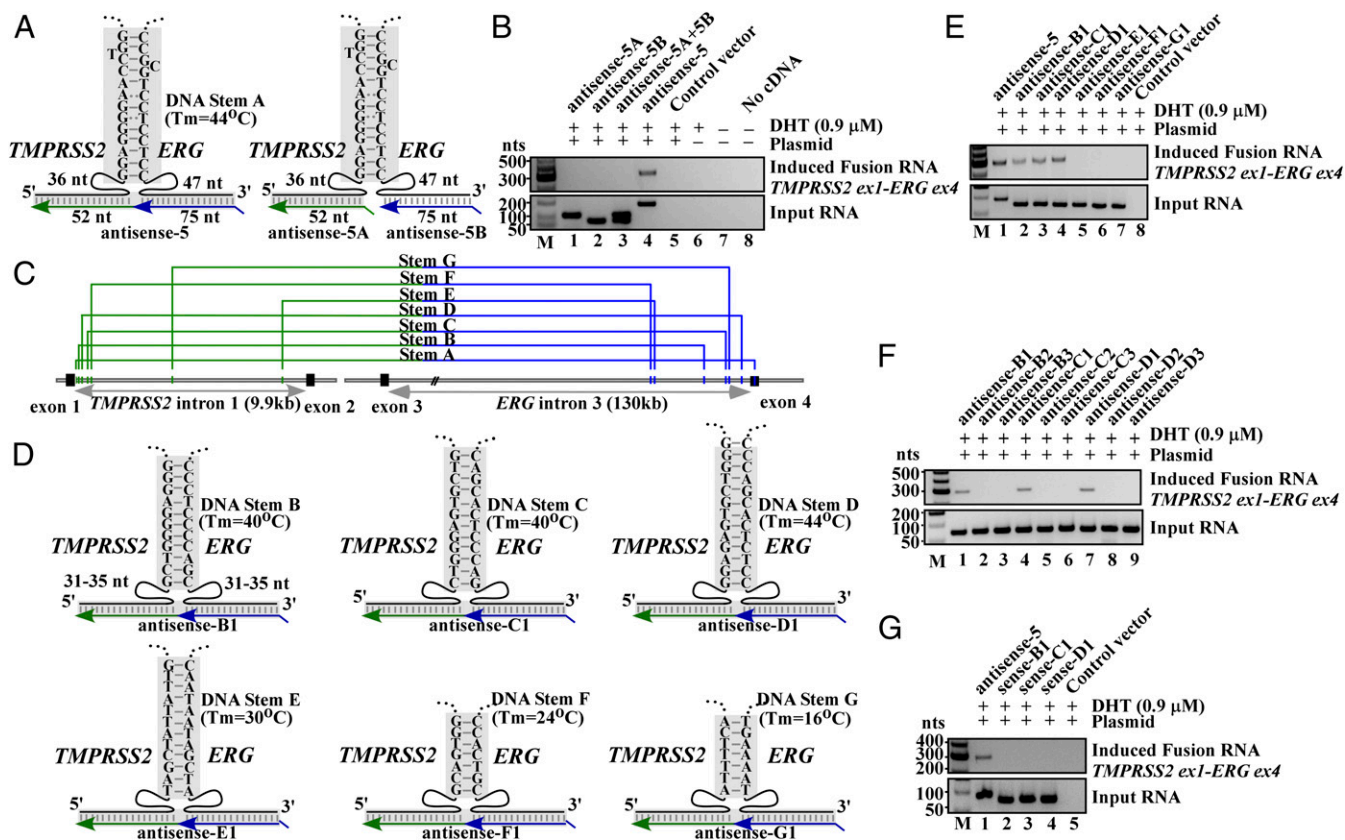 A
G–C
G–C
DNA Stem A
(Tm=44°C)
TMPRSS2
ERG
36 nt
47 nt
5'
3'
52 nt
75 nt
antisense-5
36 nt
47 nt
TMPRSS2
ERG
5'
3'
52 nt
75 nt
antisense-5A
antisense-5B
B
antisense-5A
antisense-5B
antisense-5A+5B
antisense-5
Control vector
No cDNA
+ + + + + + – – DHT (0.9 μM)
+ + + + + – – – Plasmid
nts
500
300
Induced Fusion RNA
TMPRSS2 ex1-ERG ex4
200
100
50
Input RNA
M 1 2 3 4 5 6 7 8
C
Stem G
Stem F
Stem E
Stem D
Stem C
Stem B
Stem A
exon 1
TMPRSS2 intron 1 (9.9kb)
exon 2
exon 3
ERG intron 3 (130kb)
exon 4
D
DNA Stem B
(Tm=40°C)
TMPRSS2
ERG
31-35 nt
31-35 nt
5'
3'
antisense-B1
DNA Stem C
(Tm=40°C)
TMPRSS2
ERG
5'
3'
antisense-C1
DNA Stem D
(Tm=44°C)
TMPRSS2
ERG
5'
3'
antisense-D1
DNA Stem E
(Tm=30°C)
TMPRSS2
ERG
5'
3'
antisense-E1
DNA Stem F
(Tm=24°C)
TMPRSS2
ERG
5'
3'
antisense-F1
DNA Stem G
(Tm=16°C)
TMPRSS2
ERG
5'
3'
antisense-G1
E
antisense-5
antisense-B1
antisense-C1
antisense-D1
antisense-E1
antisense-F1
antisense-G1
Control vector
+ + + + + + + + DHT (0.9 μM)
+ + + + + + + + Plasmid
Induced Fusion RNA
TMPRSS2 ex1-ERG ex4
Input RNA
M 1 2 3 4 5 6 7 8
F
antisense-B1
antisense-B2
antisense-B3
antisense-C1
antisense-C2
antisense-C3
antisense-D1
antisense-D2
antisense-D3
+ + + + + + + + + DHT (0.9 μM)
+ + + + + + + + + Plasmid
nts
500
300
Induced Fusion RNA
TMPRSS2 ex1-ERG ex4
200
100
50
Input RNA
M 1 2 3 4 5 6 7 8 9
G
antisense-5
sense-B1
sense-C1
sense-D1
Control vector
+ + + + + DHT (0.9 μM)
+ + + + + Plasmid
nts
400
300
200
Induced Fusion RNA
TMPRSS2 ex1-ERG ex4
100
50
Input RNA
M 1 2 3 4 5